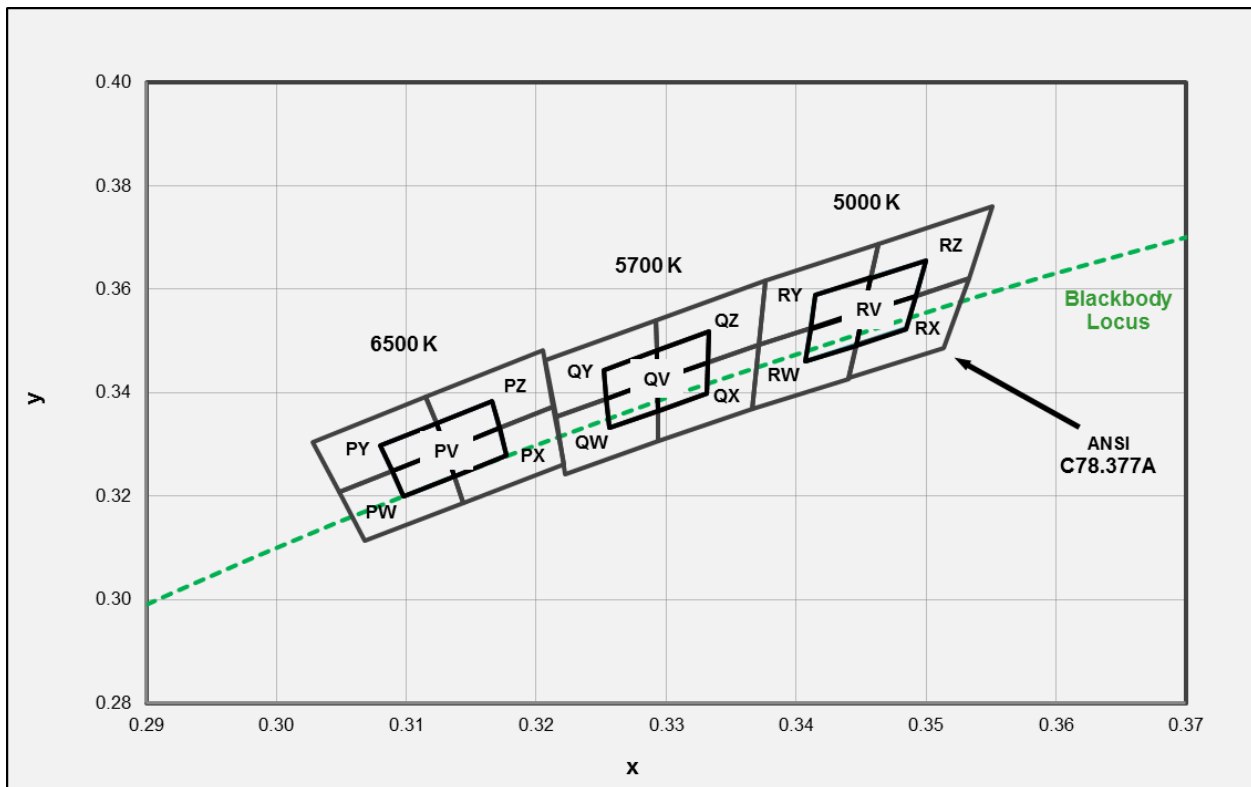 0.40
0.38
0.36
0.34
0.32
0.30
0.28
y
0.29
0.30
0.31
0.32
0.33
0.34
0.35
0.36
0.37
x
6500 K
5700 K
5000 K
PY
PZ
PV
PX
PW
QY
QZ
QV
QX
QW
RY
RZ
RV
RX
RW
Blackbody
Locus
ANSI
C78.377A